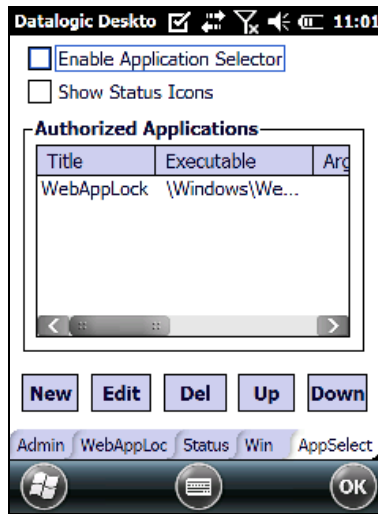 Datalogic Deskto 11:01
Enable Application Selector
Show Status Icons
Authorized Applications
Title Executable Arg
WebAppLock \Windows\We...
New Edit Del Up Down
Admin WebAppLoc Status Win AppSelect
OK